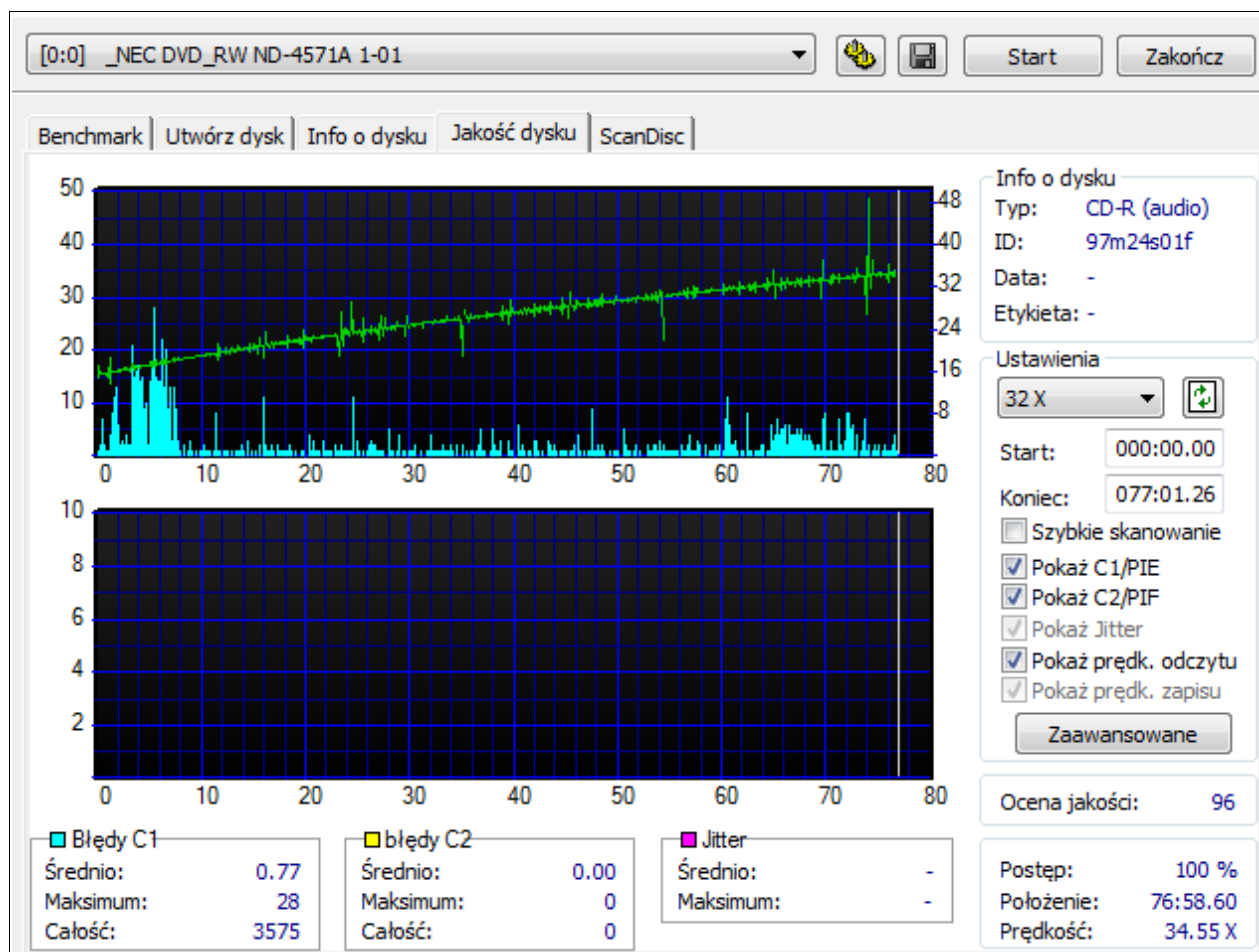 [0:0] _NEC DVD_RW ND-4571A 1-01
Start
Zakończ
Benchmark
Utwórz dysk
Info o dysku
Jakość dysku
ScanDisc
50
40
30
20
10
48
40
32
24
16
8
0 10 20 30 40 50 60 70 80
10
8
6
4
2
0 10 20 30 40 50 60 70 80
Info o dysku
Typ: CD-R (audio)
ID: 97m24s01f
Data: -
Etykieta: -
Ustawienia
32 X
Start: 000:00.00
Koniec: 077:01.26
Szybkie skanowanie
Pokaż C1/PIE
Pokaż C2/PIF
Pokaż Jitter
Pokaż prędk. odczytu
Pokaż prędk. zapisu
Zaawansowane
Ocena jakości: 96
Błędy C1
Średnio: 0.77
Maksimum: 28
Całość: 3575
błędy C2
Średnio: 0.00
Maksimum: 0
Całość: 0
Jitter
Średnio: -
Maksimum: -
Postęp: 100 %
Położenie: 76:58.60
Prędkość: 34.55 X